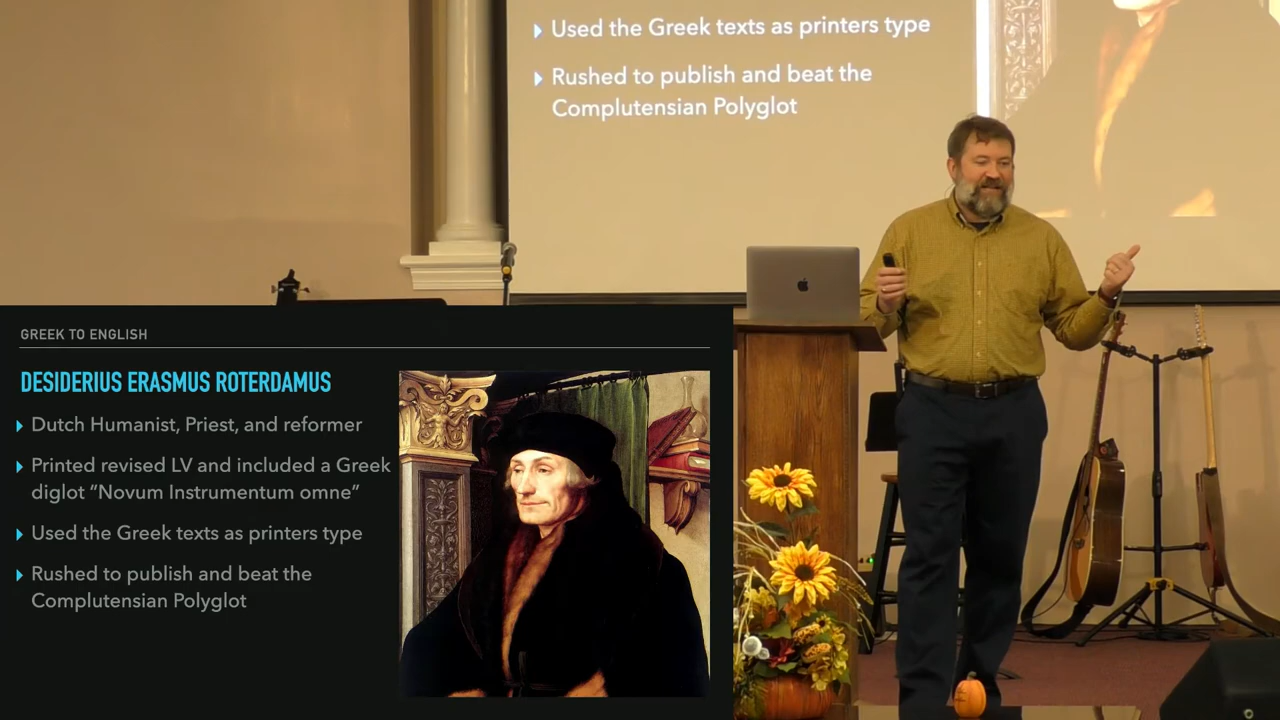 Used the Greek texts as printers type
Rushed to publish and beat the
Complutensian Polyglot
GREEK TO ENGLISH
DESIDERIUS ERASMUS ROTERDAMUS
Dutch Humanist, Priest, and reformer
Printed revised LV and included a Greek
diglot “Novum Instrumentum omne”
Used the Greek texts as printers type
Rushed to publish and beat the
Complutensian Polyglot